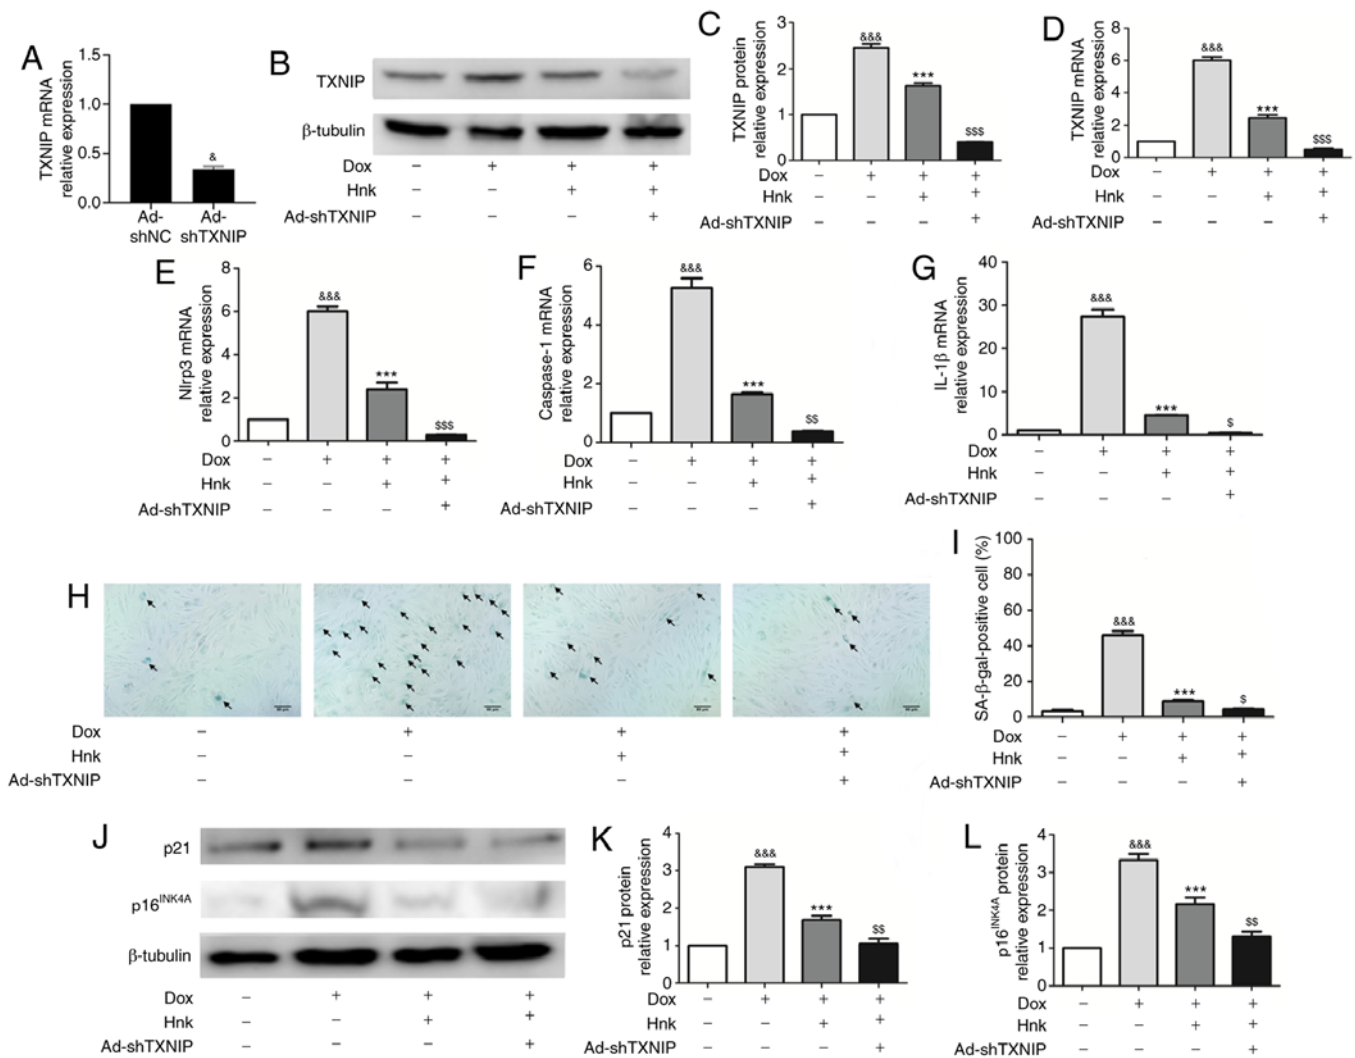 A
TXNIP mRNA
relative expression
1.5
1.0
0.5
0.0
&
Ad-
shNC
Ad-
shTXNIP
B
TXNIP
β-tubulin
Dox – + + +
Hnk – – + +
Ad-shTXNIP – – – +
C
TXNIP protein
relative expression
3
2
1
0
&&&
***
$$$
Dox – + + +
Hnk – – + +
Ad-shTXNIP – – – +
D
TXNIP mRNA
relative expression
8
6
4
2
0
&&&
***
$$$
Dox – + + +
Hnk – – + +
Ad-shTXNIP – – – +
E
Nlrp3 mRNA
relative expression
8
6
4
2
0
&&&
***
$$$
Dox – + + +
Hnk – – + +
Ad-shTXNIP – – – +
F
Caspase-1 mRNA
relative expression
6
4
2
0
&&&
***
$$
Dox – + + +
Hnk – – + +
Ad-shTXNIP – – – +
G
IL-1β mRNA
relative expression
40
30
20
10
0
&&&
***
$
Dox – + + +
Hnk – – + +
Ad-shTXNIP – – – +
H
Dox – + + +
Hnk – – + +
Ad-shTXNIP – – – +
I
SA-β-gal-positive cell (%)
100
80
60
40
20
0
&&&
***
$
Dox – + + +
Hnk – – + +
Ad-shTXNIP – – – +
J
p21
p16INK4A
β-tubulin
Dox – + + +
Hnk – – + +
Ad-shTXNIP – – – +
K
p21 protein
relative expression
4
3
2
1
0
&&&
***
$$
Dox – + + +
Hnk – – + +
Ad-shTXNIP – – – +
L
p16INK4A protein
relative expression
4
3
2
1
0
&&&
***
$$
Dox – + + +
Hnk – – + +
Ad-shTXNIP – – – +